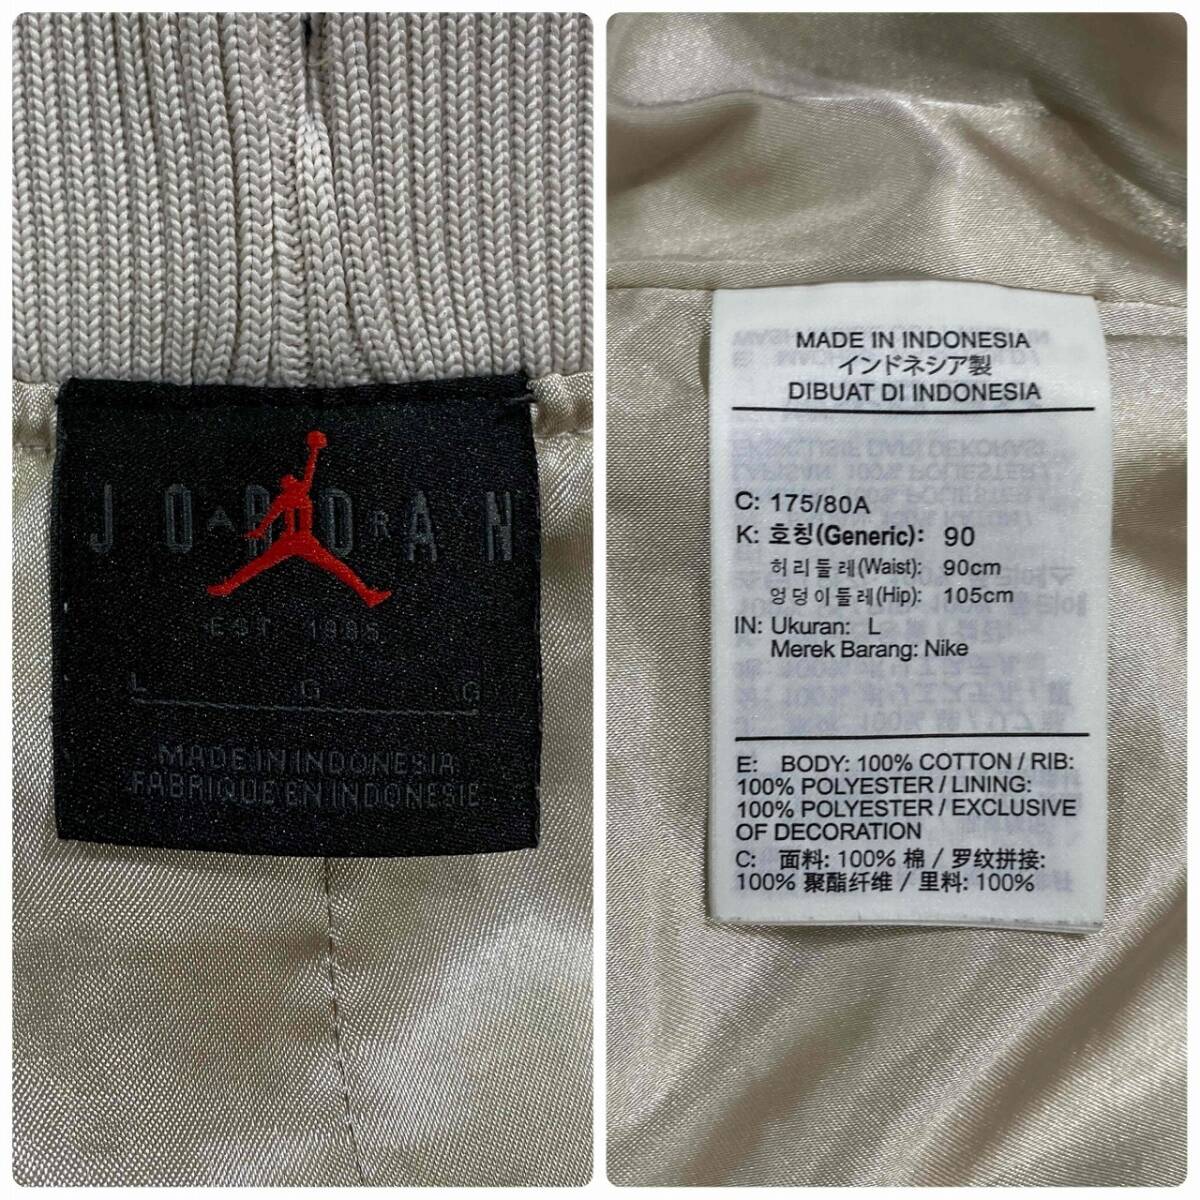 JORDAN
EST 1985
L G G
MADE IN INDONESIA
FABRIQUE EN INDONESIE
MADE IN INDONESIA
インドネシア製
DIBUAT DI INDONESIA
C: 175/80A
K: 호칭(Generic): 90
허리둘레(Waist): 90cm
엉덩이둘레(Hip): 105cm
IN: Ukuran: L
Merek Barang: Nike
E: BODY: 100% COTTON / RIB:
100% POLYESTER / LINING:
100% POLYESTER / EXCLUSIVE
OF DECORATION
C: 面料: 100% 棉 / 罗纹拼接:
100% 聚酯纤维 / 里料: 100%